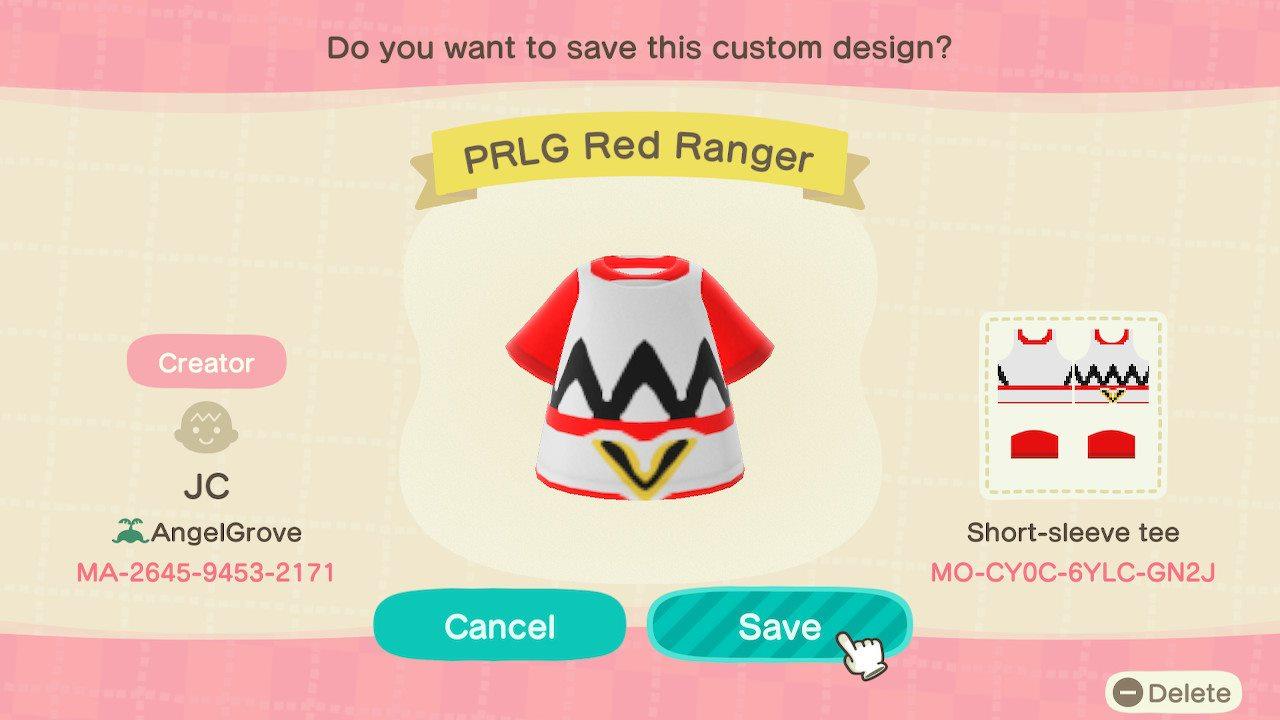 Do you want to save this custom design?
PRLG Red Ranger
Creator
JC
AngelGrove
MA-2645-9453-2171
Short-sleeve tee
MO-CY0C-6YLC-GN2J
Cancel
Save
Delete